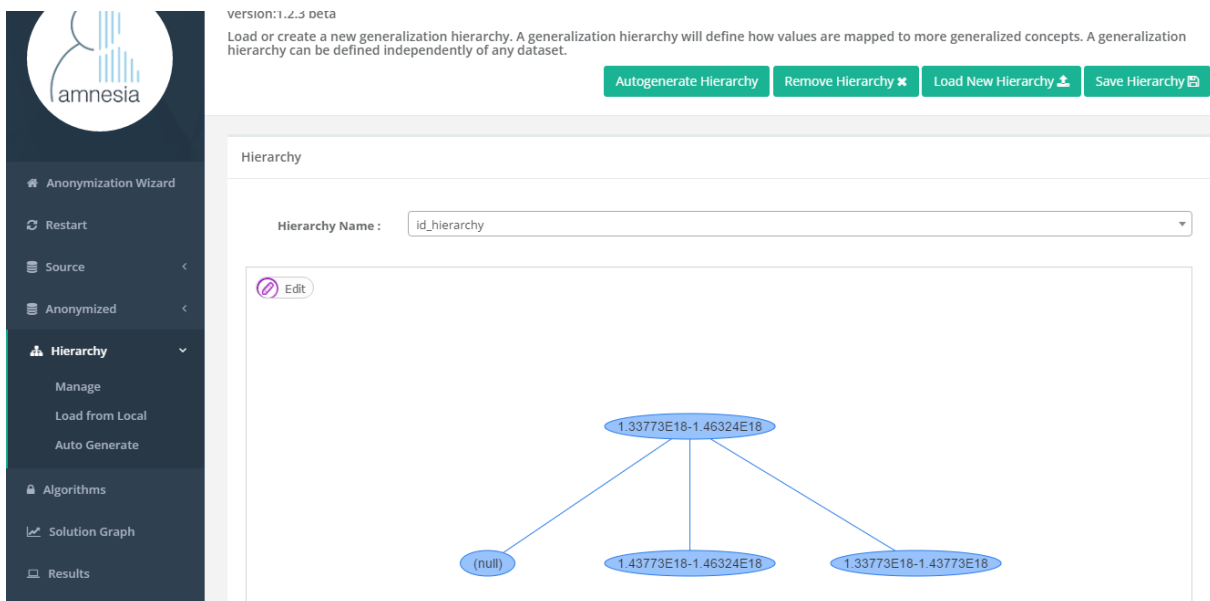 amnesia
Anonymization Wizard
Restart
Source
Anonymized
Hierarchy
Manage
Load from Local
Auto Generate
Algorithms
Solution Graph
Results
version:1.2.3 beta
Load or create a new generalization hierarchy. A generalization hierarchy will define how values are mapped to more generalized concepts. A generalization
hierarchy can be defined independently of any dataset.
Autogenerate Hierarchy Remove Hierarchy Load New Hierarchy Save Hierarchy
Hierarchy
Hierarchy Name : id_hierarchy
Edit
1.33773E18-1.46324E18
(null) 1.43773E18-1.46324E18 1.33773E18-1.43773E18